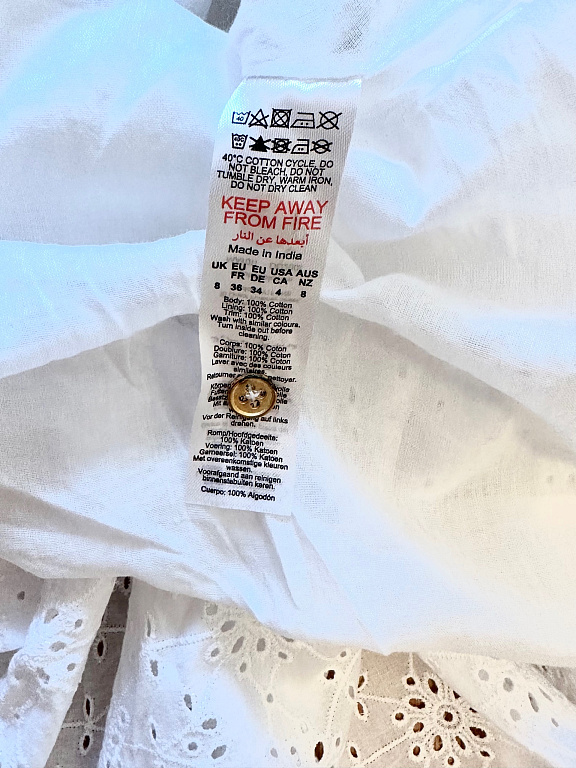 40
40°C COTTON CYCLE, DO
NOT BLEACH, DO NOT
TUMBLE DRY, WARM IRON,
DO NOT DRY CLEAN
KEEP AWAY
FROM FIRE
أبعدها عن النار
Made in India
UK EU EU USA AUS
FR DE CA NZ
8 36 34 4 8
Body: 100% Cotton
Lining: 100% Cotton
Trim: 100% Cotton
Wash with similar colours.
Turn inside out before
cleaning.
Corps: 100% Coton
Doublure: 100% Coton
Garniture: 100% Coton
Laver avec des couleurs
similaires.
Retourner nettoyer.
Vor der Reinigung auf links
drehen.
Romp/Hoofdgedeelte:
100% Katoen
Voering: 100% Katoen
Garneersel: 100% Katoen
Met overeenkomstige kleuren
wassen.
Voorafgaand aan reinigen
binnenstebuiten keren.
Cuerpo: 100% Algodón